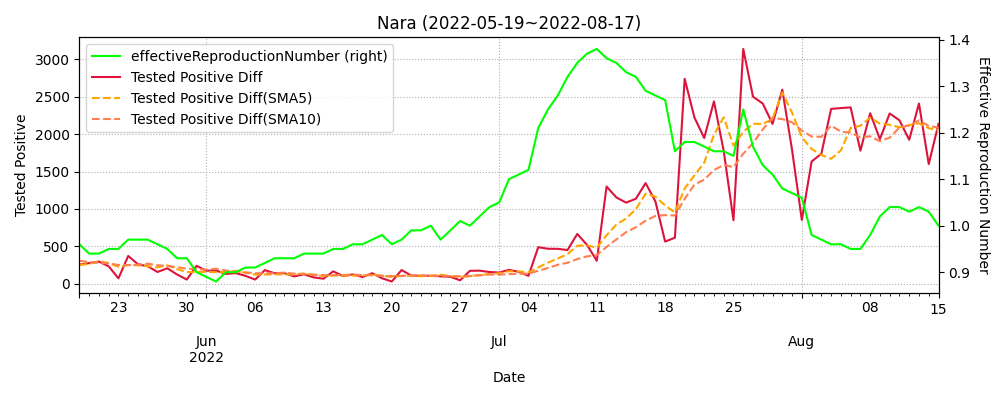 Nara (2022-05-19~2022-08-17)
effectiveReproductionNumber (right)
Tested Positive Diff
Tested Positive Diff(SMA5)
Tested Positive Diff(SMA10)
Tested Positive
3000
2500
2000
1500
1000
500
0
Effective Reproduction Number
1.4
1.3
1.2
1.1
1.0
0.9
23 30 06 13 20 27 04 11 18 25 08 15
Jun Jul Aug
2022
Date